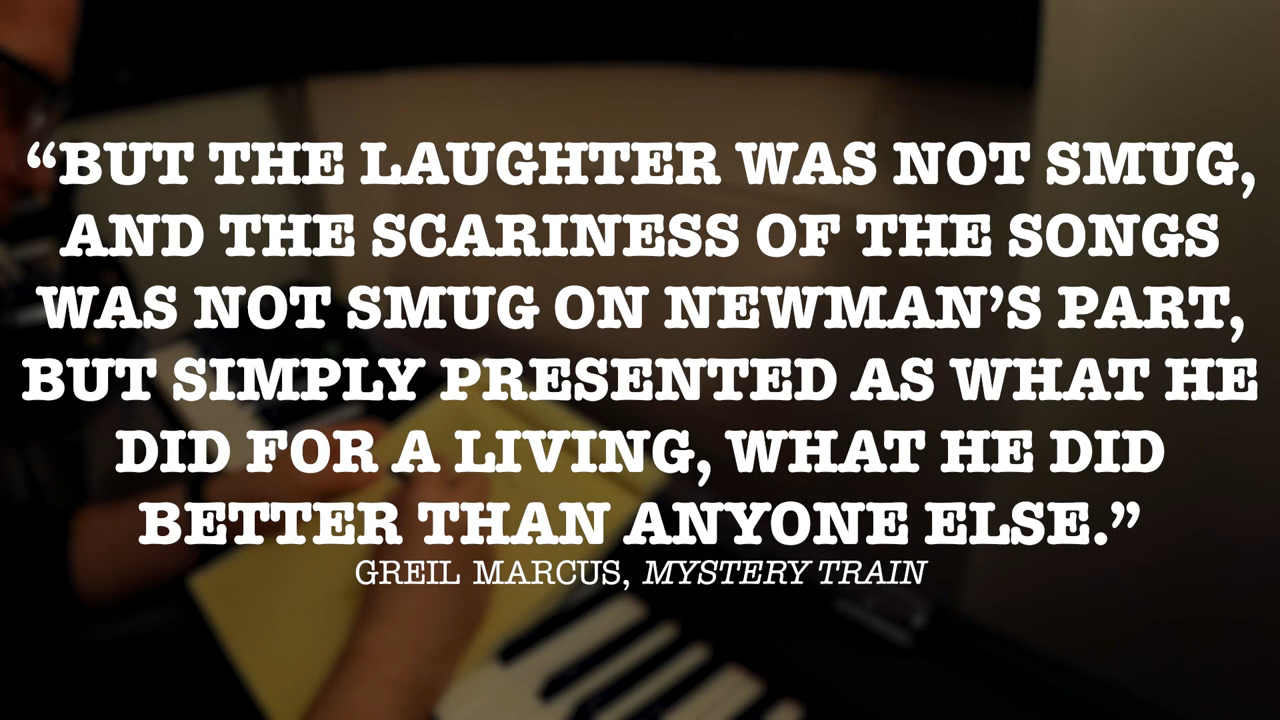 “BUT THE LAUGHTER WAS NOT SMUG,
AND THE SCARINESS OF THE SONGS
WAS NOT SMUG ON NEWMAN’S PART,
BUT SIMPLY PRESENTED AS WHAT HE
DID FOR A LIVING, WHAT HE DID
BETTER THAN ANYONE ELSE.”
GREIL MARCUS, MYSTERY TRAIN